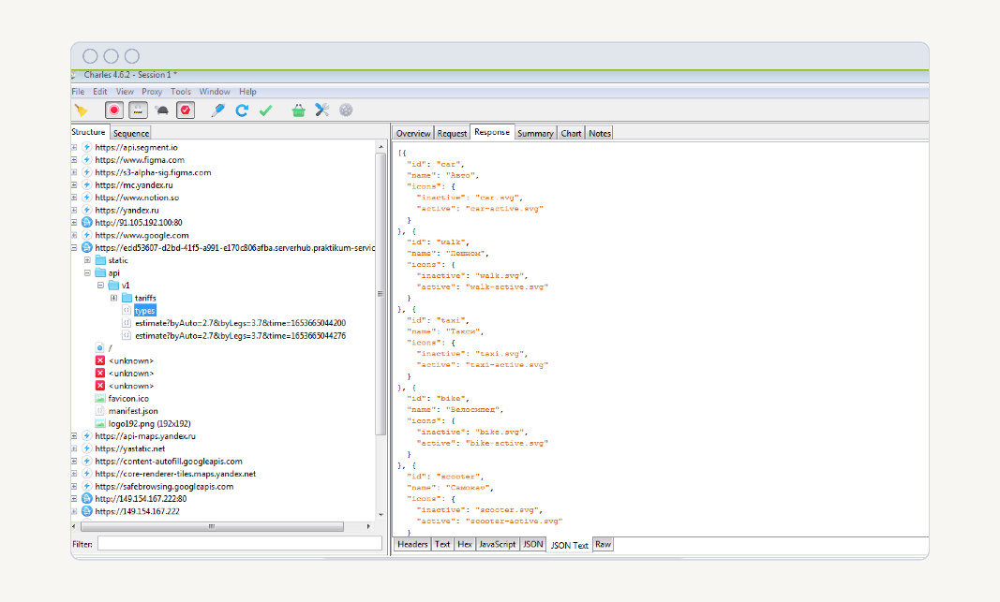 Charles 4.6.2 - Session 1 *
File Edit View Proxy Tools Window Help
Structure Sequence
https://api.segment.io
https://www.figma.com
https://s3-alpha-sig.figma.com
https://mc.yandex.ru
https://www.notion.so
https://yandex.ru
http://91.105.192.100:80
https://www.google.com
https://edd53607-d2bd-41f5-a991-e170c806afba.serverhub.praktikum-servic
static
api
v1
tariffs
types
estimate?byAuto=2.7&byLegs=3.7&time=1653665044200
estimate?byAuto=2.7&byLegs=3.7&time=1653665044276
/
<unknown>
<unknown>
<unknown>
favicon.ico
manifest.json
logo192.png (192x192)
https://api-maps.yandex.ru
https://yastatic.net
https://content-autofill.googleapis.com
https://core-renderer-tiles.maps.yandex.net
https://safebrowsing.googleapis.com
http://149.154.167.222:80
https://149.154.167.222
Filter:
Overview Request Response Summary Chart Notes
[{
"id": "car",
"name": "Авто",
"icons": {
"inactive": "car.svg",
"active": "car-active.svg"
}
}, {
"id": "walk",
"name": "Пешком",
"icons": {
"inactive": "walk.svg",
"active": "walk-active.svg"
}
}, {
"id": "taxi",
"name": "Такси",
"icons": {
"inactive": "taxi.svg",
"active": "taxi-active.svg"
}
}, {
"id": "bike",
"name": "Велосипед",
"icons": {
"inactive": "bike.svg",
"active": "bike-active.svg"
}
}, {
"id": "scooter",
"name": "Самокат",
"icons": {
"inactive": "scooter.svg",
"active": "scooter-active.svg"
}
Headers Text Hex JavaScript JSON JSON Text Raw